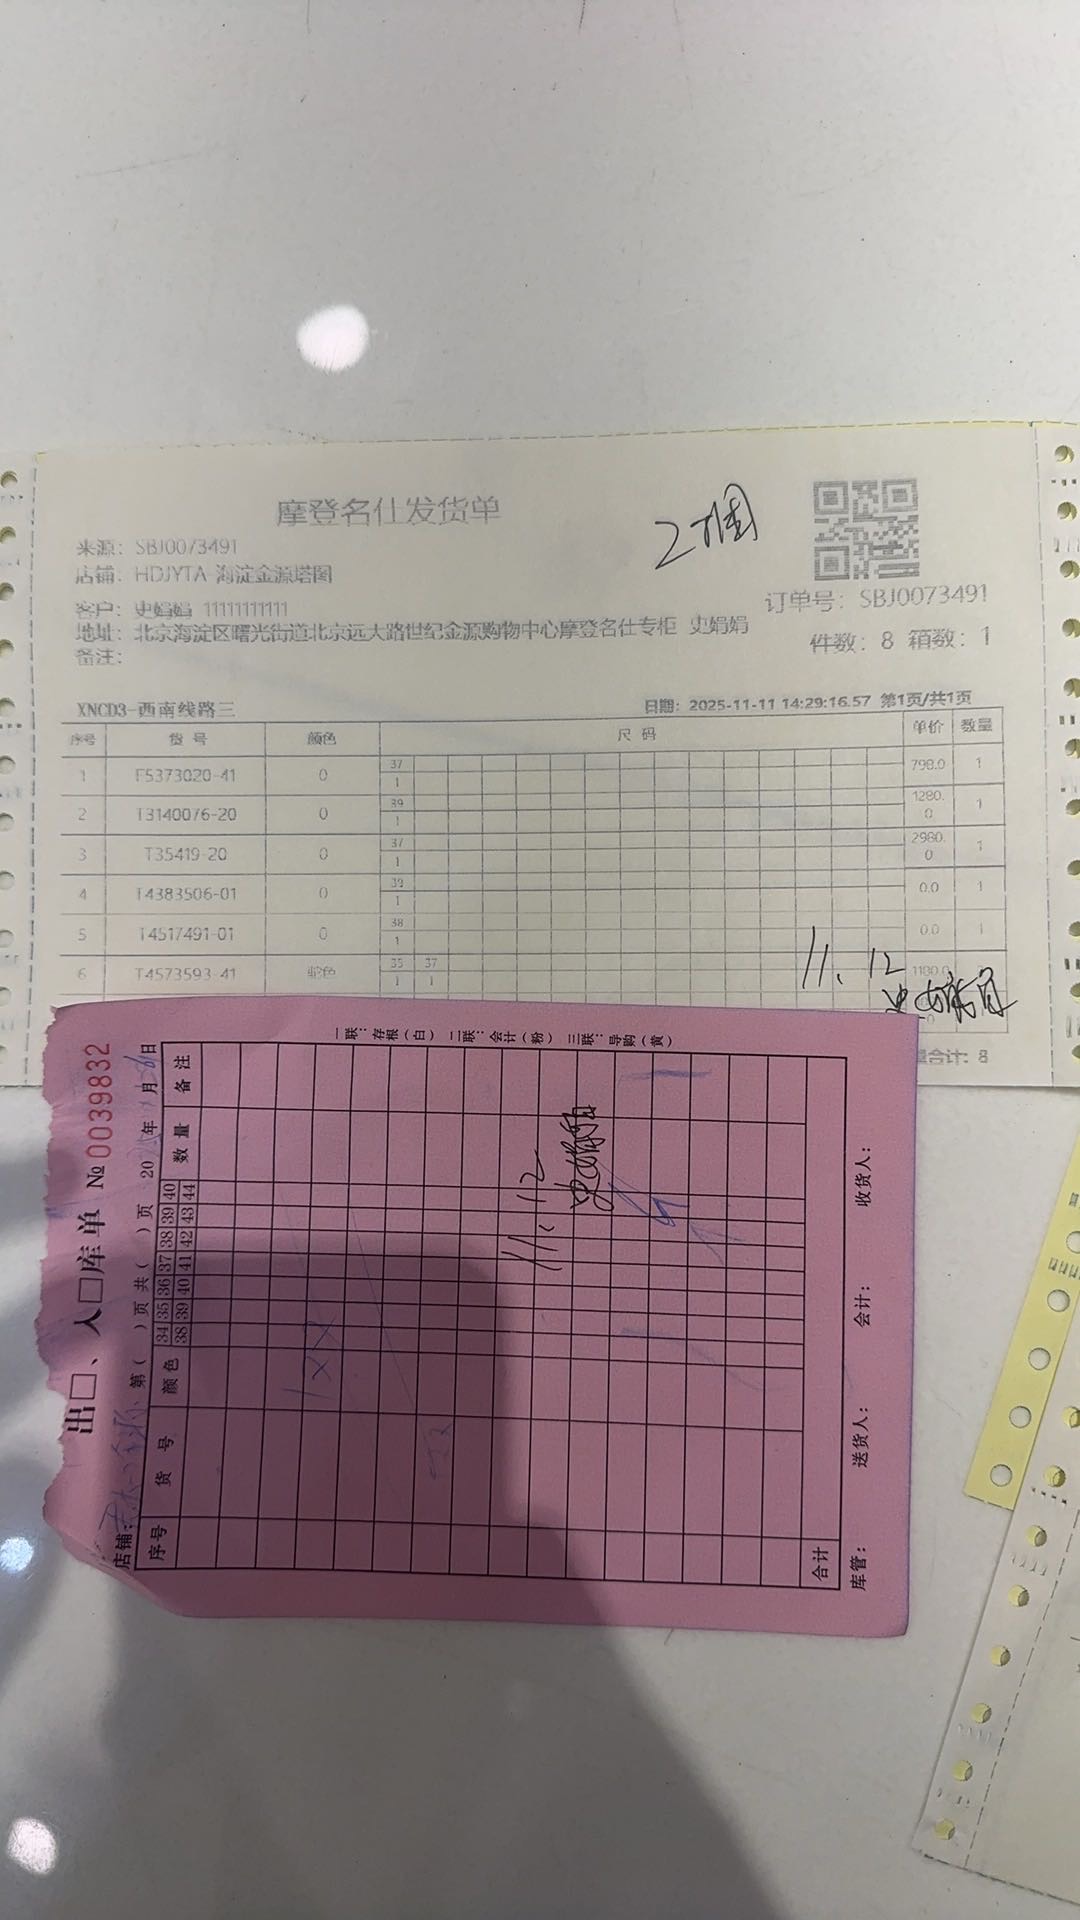 摩登名仕发货单
来源：SBJ0073491
店铺：HDJYTA 海淀金源塔图
客户：史娟娟 11111111111
地址：北京海淀区曙光街道北京远大路世纪金源购物中心摩登名仕专柜 史娟娟
备注：
订单号：SBJ0073491
件数：8 箱数：1
XNCD3-西南线路三
日期：2025-11-11 14:29:16.57 第1页/共1页
序号 货号 颜色 尺码 单价 数量
1 F5373020-41 0 37 1 798.0 1
2 T3140076-20 0 39 1 1280.0 1
3 T35419-20 0 37 1 2980.0 1
4 T4383506-01 0 39 1 0.0 1
5 T4517491-01 0 38 1 0.0 1
6 T4573593-41 驼色 35 37 1 1 1180.0
11.12
量合计：8
出□、入□库单 № 0039832
店铺： 第( )页共( )页 20 年 月 日
序号 货号 颜色 34 35 36 37 38 39 40 数量 备注
38 39 40 41 42 43 44
11.12
合计
库管： 送货人： 会计： 收货人：
一联：存根（白） 二联：会计（粉） 三联：导购（黄）